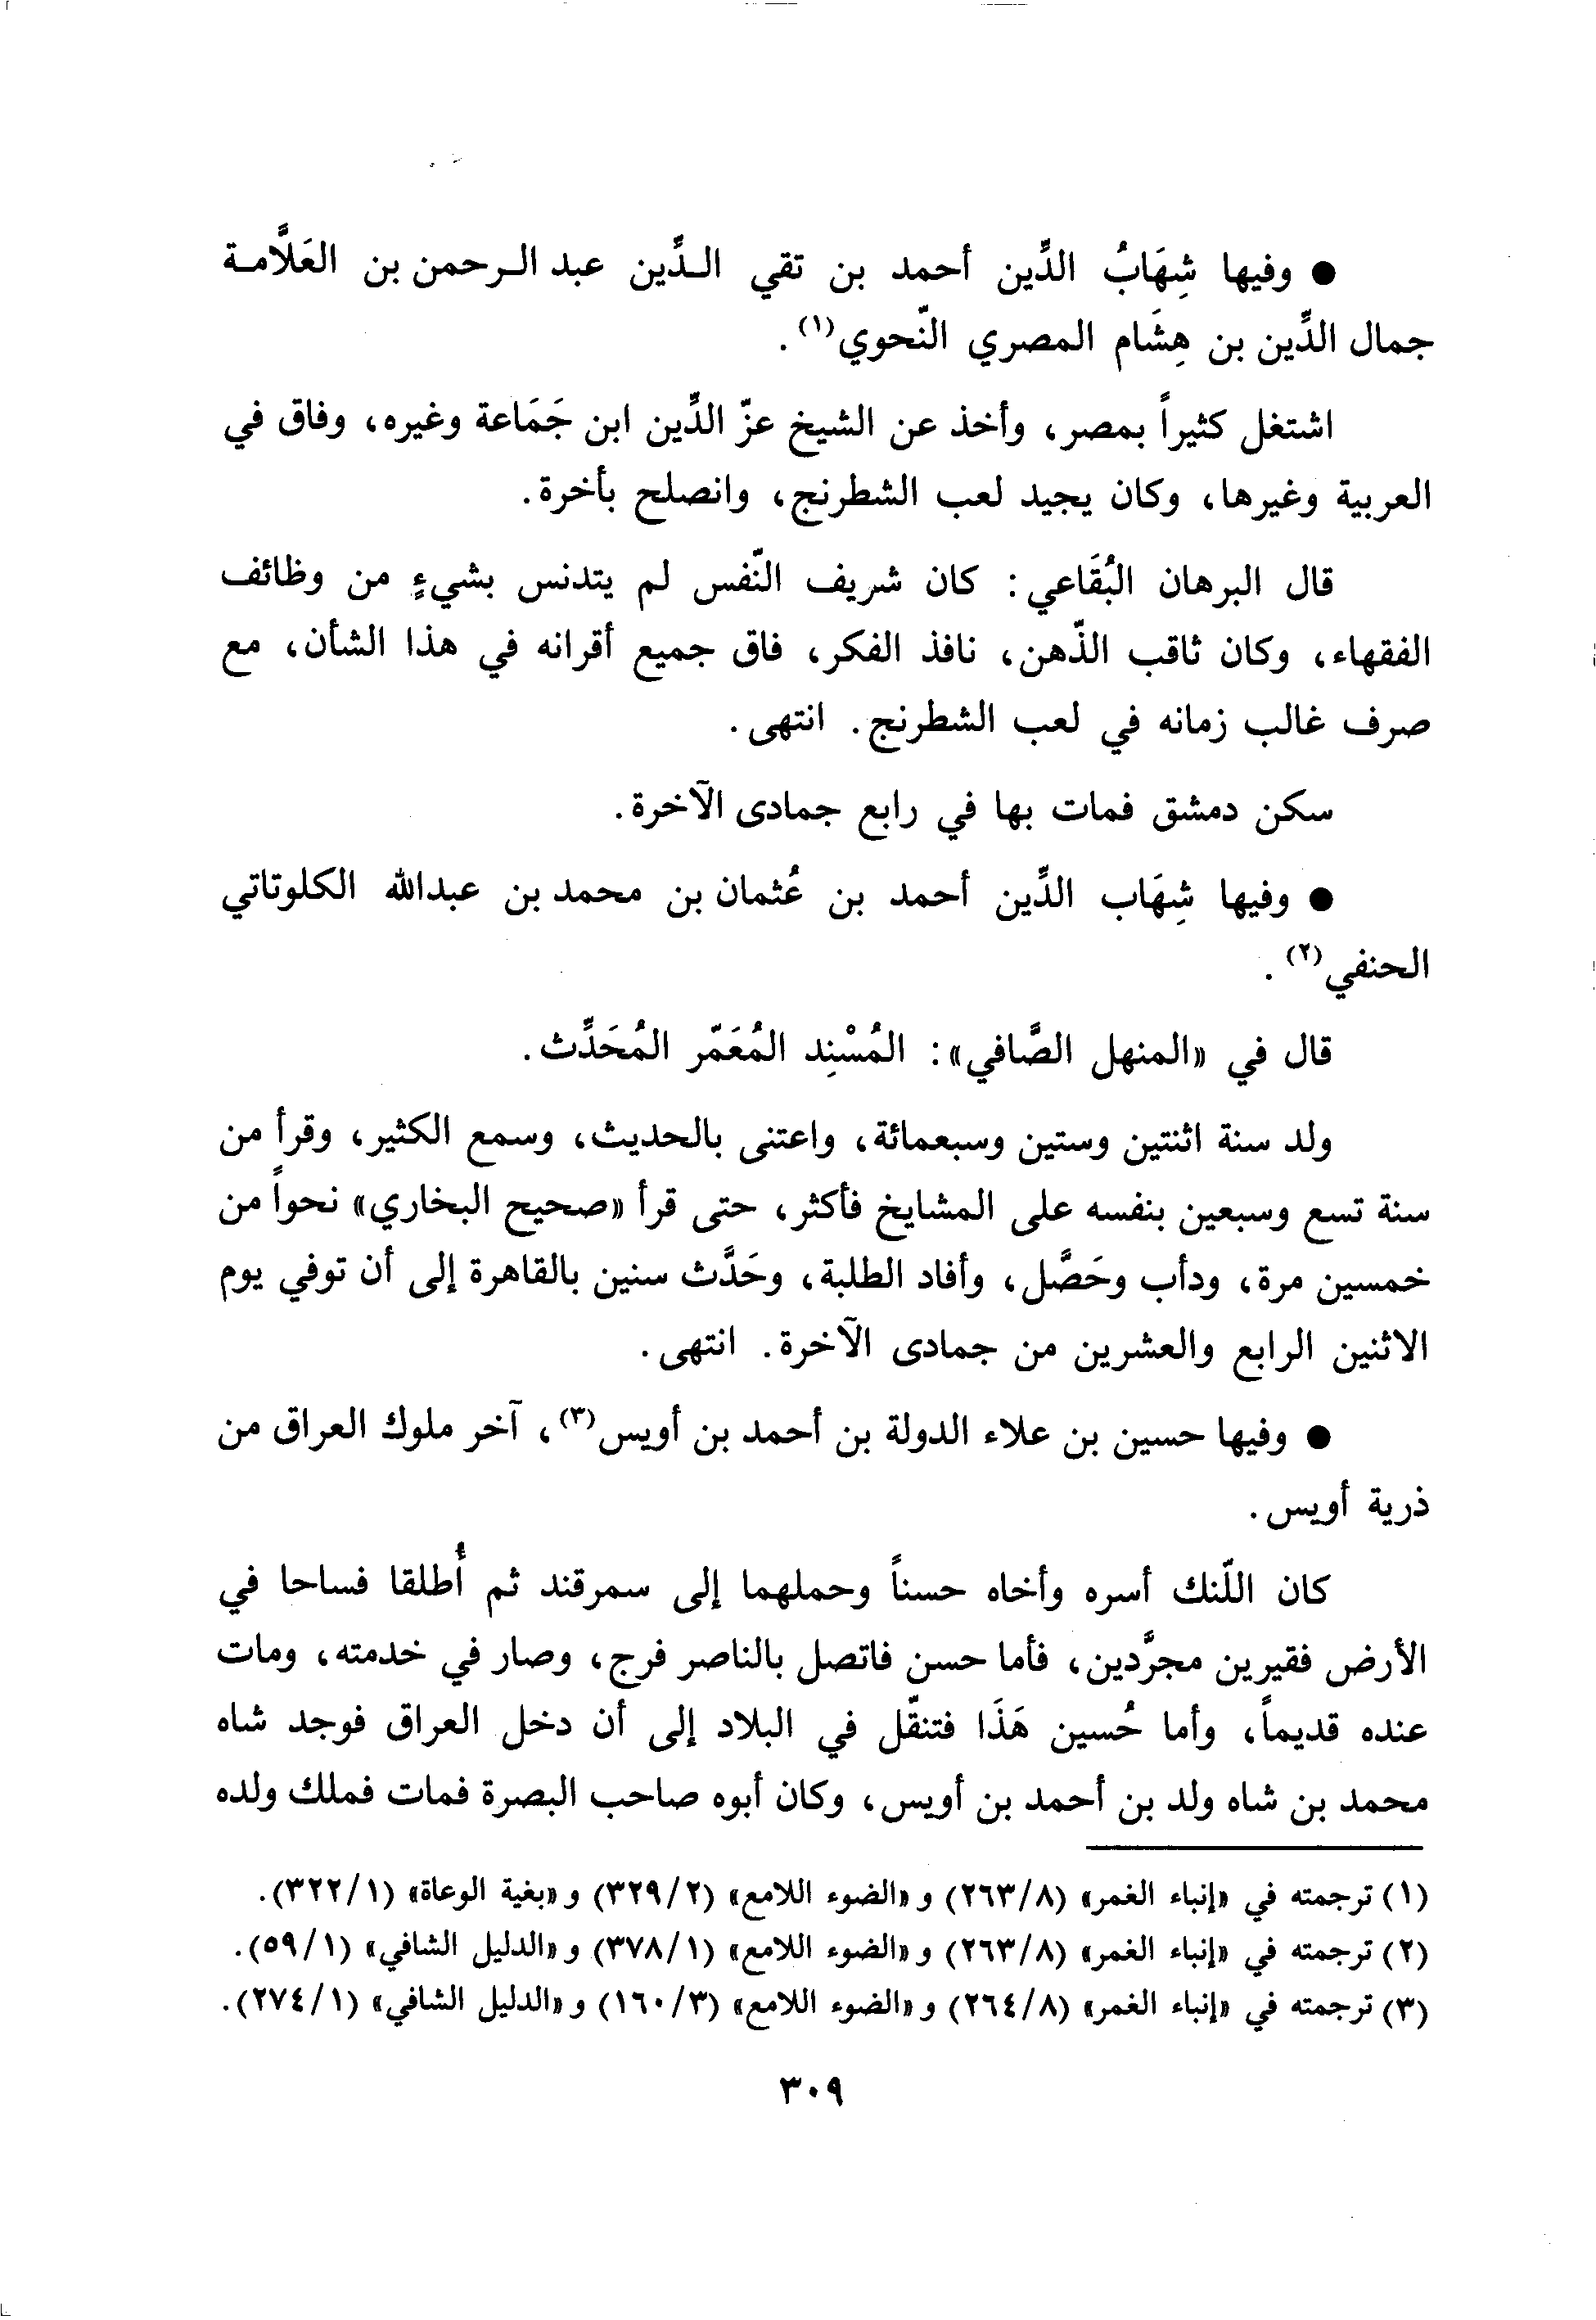 ● وفيها شِهَابُ الدِّين أحمد بن تقي الـدِّين عبد الـرحمن بن العَلَّامـة
جمال الدِّين بن هِشَام المصري النَّحوي(١).
اشتغل كثيراً بمصر، وأخذ عن الشيخ عزّ الدِّين ابن جَمَاعة وغيره، وفاق في
العربية وغيرها، وكان يجيد لعب الشطرنج، وانصلح بأخرة.
قال البرهان البُقَاعي: كان شريف النَّفس لم يتدنس بشيءٍ من وظائف
الفقهاء، وكان ثاقب الذّهن، نافذ الفكر، فاق جميع أقرانه في هذا الشأن، مع
صرف غالب زمانه في لعب الشطرنج. انتهى.
سكن دمشق فمات بها في رابع جمادى الآخرة.
● وفيها شِهَاب الدِّين أحمد بن عُثمان بن محمد بن عبدالله الكلوتاتي
الحنفي(٢).
قال في «المنهل الصَّافي»: المُسْنِد المُعَمّر المُحَدِّث.
ولد سنة اثنتين وستين وسبعمائة، واعتنى بالحديث، وسمع الكثير، وقرأ من
سنة تسع وسبعين بنفسه على المشايخ فأكثر، حتى قرأ «صحيح البخاري» نحواً من
خمسين مرة، ودأب وحَصَّل، وأفاد الطلبة، وحَدَّث سنين بالقاهرة إلى أن توفي يوم
الاثنين الرابع والعشرين من جمادى الآخرة. انتهى.
● وفيها حسين بن علاء الدولة بن أحمد بن أويس(٣)، آخر ملوك العراق من
ذرية أويس.
كان اللّنك أسره وأخاه حسناً وحملهما إلى سمرقند ثم أُطلقا فساحا في
الأرض فقيرين مجرَّدين، فأما حسن فاتصل بالناصر فرج، وصار في خدمته، ومات
عنده قديماً، وأما حُسين هَذَا فتنقّل في البلاد إلى أن دخل العراق فوجد شاه
محمد بن شاه ولد بن أحمد بن أويس، وكان أبوه صاحب البصرة فمات فملك ولده
(١) ترجمته في «إنباء الغمر» (٢٦٣/٨) و«الضوء اللامع» (٣٢٩/٢) و«بغية الوعاة» (٣٢٢/١).
(٢) ترجمته في «إنباء الغمر» (٢٦٣/٨) و«الضوء اللامع» (٣٧٨/١) و«الدليل الشافي» (٥٩/١).
(٣) ترجمته في «إنباء الغمر» (٢٦٤/٨) و«الضوء اللامع» (١٦٠/٣) و«الدليل الشافي» (٢٧٤/١).
٣٠٩